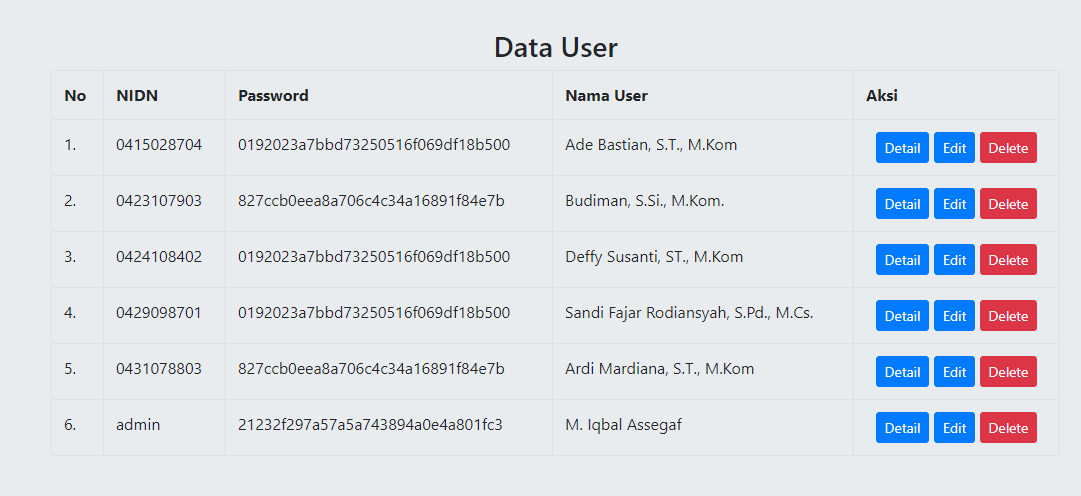 Data User
No NIDN Password Nama User Aksi
1. 0415028704 0192023a7bbd73250516f069df18b500 Ade Bastian, S.T., M.Kom Detail Edit Delete
2. 0423107903 827ccb0eea8a706c4c34a16891f84e7b Budiman, S.Si., M.Kom. Detail Edit Delete
3. 0424108402 0192023a7bbd73250516f069df18b500 Deffy Susanti, ST., M.Kom Detail Edit Delete
4. 0429098701 0192023a7bbd73250516f069df18b500 Sandi Fajar Rodiansyah, S.Pd., M.Cs. Detail Edit Delete
5. 0431078803 827ccb0eea8a706c4c34a16891f84e7b Ardi Mardiana, S.T., M.Kom Detail Edit Delete
6. admin 21232f297a57a5a743894a0e4a801fc3 M. Iqbal Assegaf Detail Edit Delete